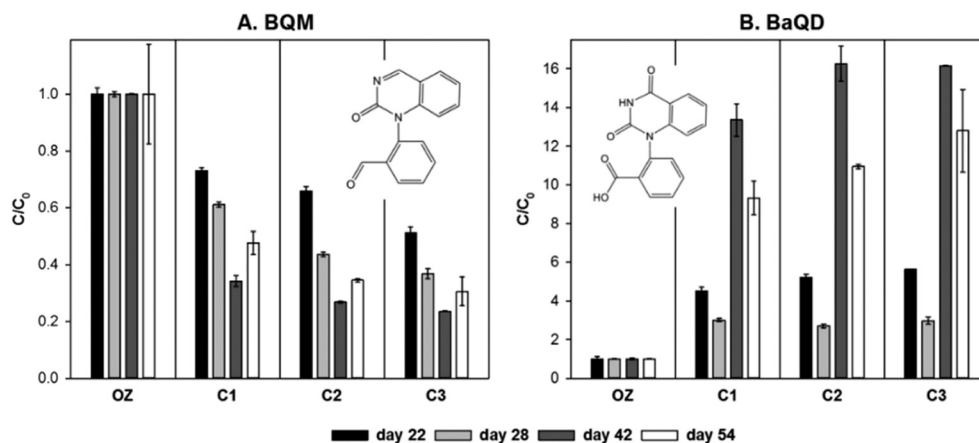 A. BQM
C/C₀
1.0
0.8
0.6
0.4
0.2
0.0
N
O
N
O
OZ
C1
C2
C3
B. BaQD
C/C₀
16
14
12
10
8
6
4
2
0
O
HN
O
N
O
HO
OZ
C1
C2
C3
day 22 day 28 day 42 day 54